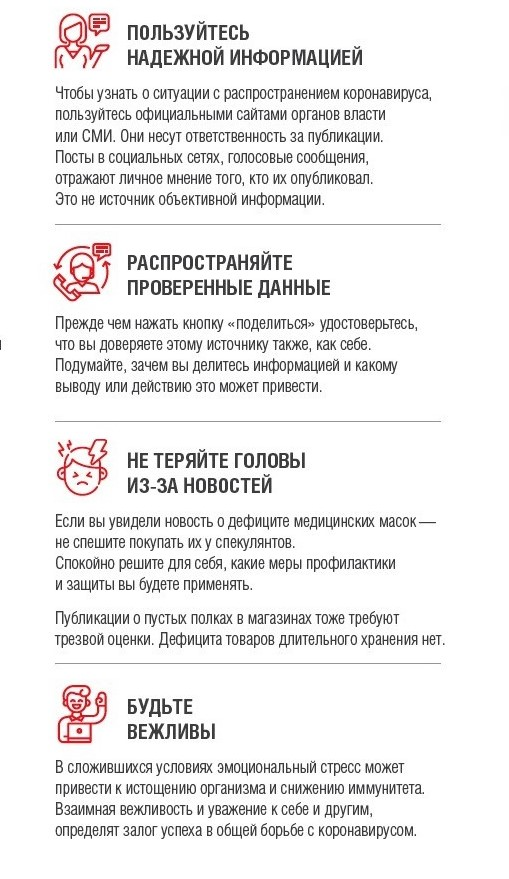 ПОЛЬЗУЙТЕСЬ
НАДЕЖНОЙ ИНФОРМАЦИЕЙ
Чтобы узнать о ситуации с распространением коронавируса,
пользуйтесь официальными сайтами органов власти
или СМИ. Они несут ответственность за публикации.
Посты в социальных сетях, голосовые сообщения,
отражают личное мнение того, кто их опубликовал.
Это не источник объективной информации.
РАСПРОСТРАНЯЙТЕ
ПРОВЕРЕННЫЕ ДАННЫЕ
Прежде чем нажать кнопку «поделиться» удостоверьтесь,
что вы доверяете этому источнику также, как себе.
Подумайте, зачем вы делитесь информацией и какому
выводу или действию это может привести.
НЕ ТЕРЯЙТЕ ГОЛОВЫ
ИЗ-ЗА НОВОСТЕЙ
Если вы увидели новость о дефиците медицинских масок —
не спешите покупать их у спекулянтов.
Спокойно решите для себя, какие меры профилактики
и защиты вы будете применять.
Публикации о пустых полках в магазинах тоже требуют
трезвой оценки. Дефицита товаров длительного хранения нет.
БУДЬТЕ
ВЕЖЛИВЫ
В сложившихся условиях эмоциональный стресс может
привести к истощению организма и снижению иммунитета.
Взаимная вежливость и уважение к себе и другим,
определят залог успеха в общей борьбе с коронавирусом.